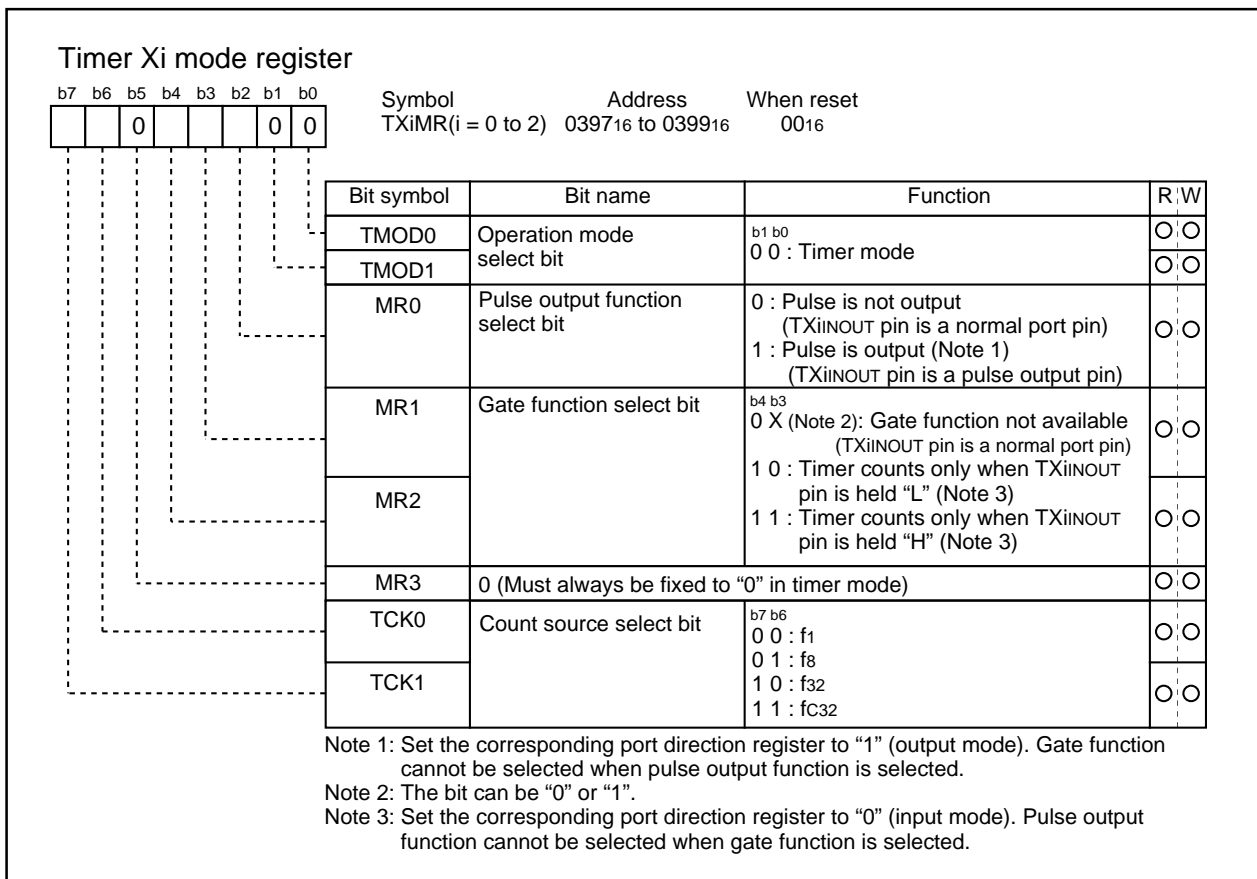 Timer Xi mode register
b7 b6 b5 b4 b3 b2 b1 b0
0 0 0
Symbol Address When reset
TXiMR(i = 0 to 2) 039716 to 039916 0016
Bit symbol Bit name Function R W
TMOD0 Operation mode select bit
TMOD1
b1 b0
0 0 : Timer mode
MR0 Pulse output function select bit
0 : Pulse is not output
(TXiINOUT pin is a normal port pin)
1 : Pulse is output (Note 1)
(TXiINOUT pin is a pulse output pin)
MR1 Gate function select bit
MR2
b4 b3
0 X (Note 2): Gate function not available
(TXiINOUT pin is a normal port pin)
1 0 : Timer counts only when TXiINOUT
pin is held “L” (Note 3)
1 1 : Timer counts only when TXiINOUT
pin is held “H” (Note 3)
MR3 0 (Must always be fixed to “0” in timer mode)
TCK0 Count source select bit
TCK1
b7 b6
0 0 : f1
0 1 : f8
1 0 : f32
1 1 : fC32
Note 1: Set the corresponding port direction register to “1” (output mode). Gate function
cannot be selected when pulse output function is selected.
Note 2: The bit can be “0” or “1”.
Note 3: Set the corresponding port direction register to “0” (input mode). Pulse output
function cannot be selected when gate function is selected.